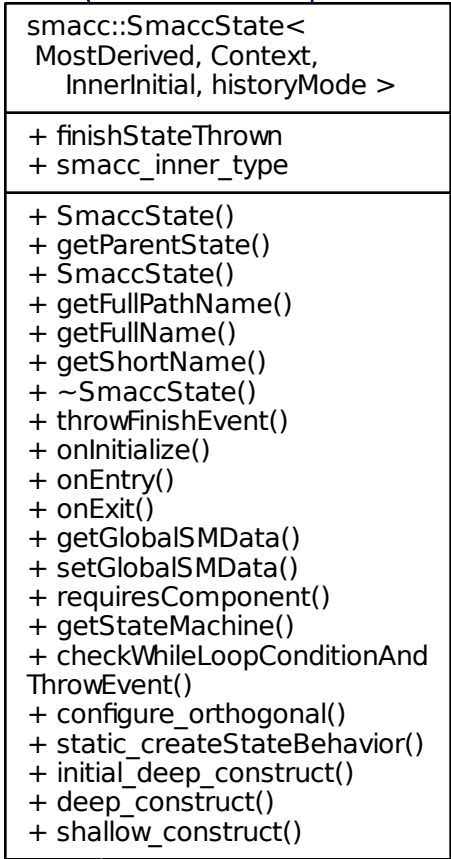 smacc::SmaccState<
MostDerived, Context,
InnerInitial, historyMode >
+ finishStateThrown
+ smacc_inner_type
+ SmaccState()
+ getParentState()
+ SmaccState()
+ getFullPathName()
+ getFullName()
+ getShortName()
+ ~SmaccState()
+ throwFinishEvent()
+ onInitialize()
+ onEntry()
+ onExit()
+ getGlobalSMData()
+ setGlobalSMData()
+ requiresComponent()
+ getStateMachine()
+ checkWhileLoopConditionAnd
ThrowEvent()
+ configure_orthogonal()
+ static_createStateBehavior()
+ initial_deep_construct()
+ deep_construct()
+ shallow_construct()